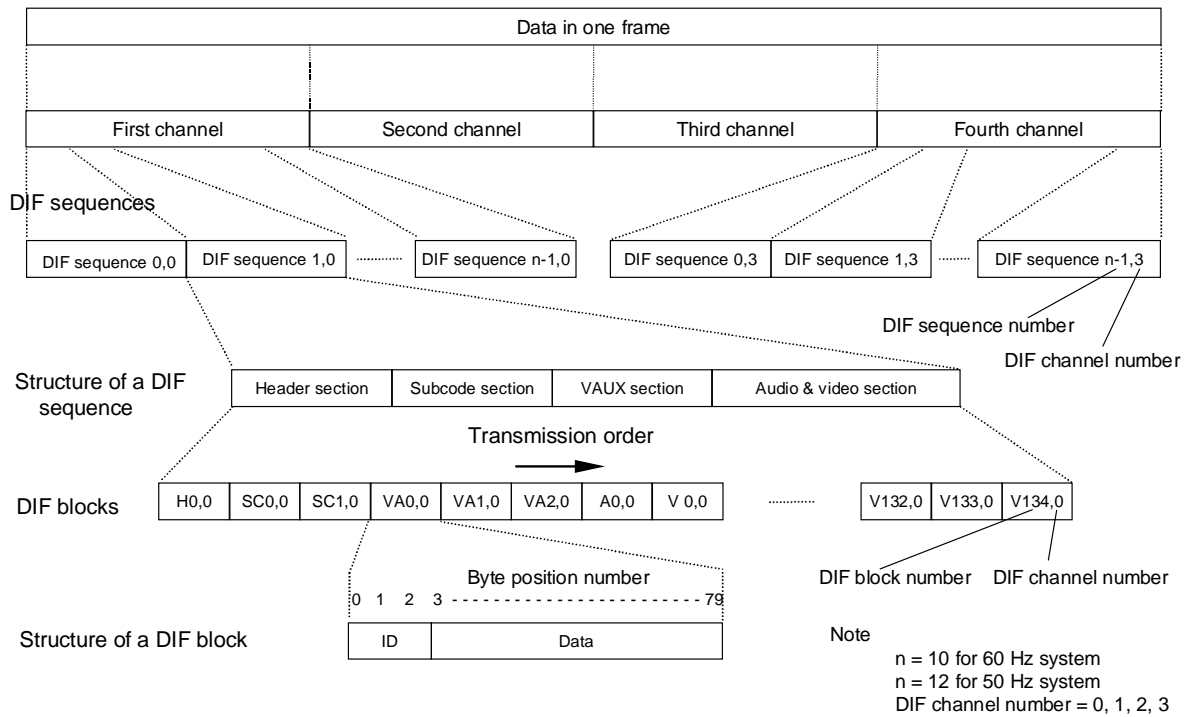 Data in one frame
First channel Second channel Third channel Fourth channel
DIF sequences
DIF sequence 0,0 DIF sequence 1,0 DIF sequence n-1,0 DIF sequence 0,3 DIF sequence 1,3 DIF sequence n-1,3
DIF sequence number
DIF channel number
Structure of a DIF
sequence
Header section Subcode section VAUX section Audio & video section
Transmission order
DIF blocks
H0,0 SC0,0 SC1,0 VA0,0 VA1,0 VA2,0 A0,0 V 0,0 V132,0 V133,0 V134,0
DIF block number DIF channel number
Byte position number
0 1 2 3 79
Structure of a DIF block
ID Data
Note
n = 10 for 60 Hz system
n = 12 for 50 Hz system
DIF channel number = 0, 1, 2, 3